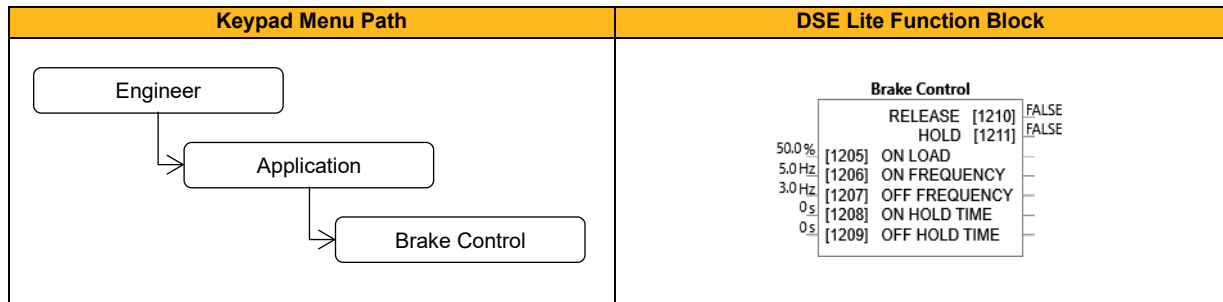 Keypad Menu Path
DSE Lite Function Block
Engineer
Application
Brake Control
Brake Control
RELEASE [1210] FALSE
HOLD [1211] FALSE
50.0 % [1205] ON LOAD
5.0 Hz [1206] ON FREQUENCY
3.0 Hz [1207] OFF FREQUENCY
0 s [1208] ON HOLD TIME
0 s [1209] OFF HOLD TIME